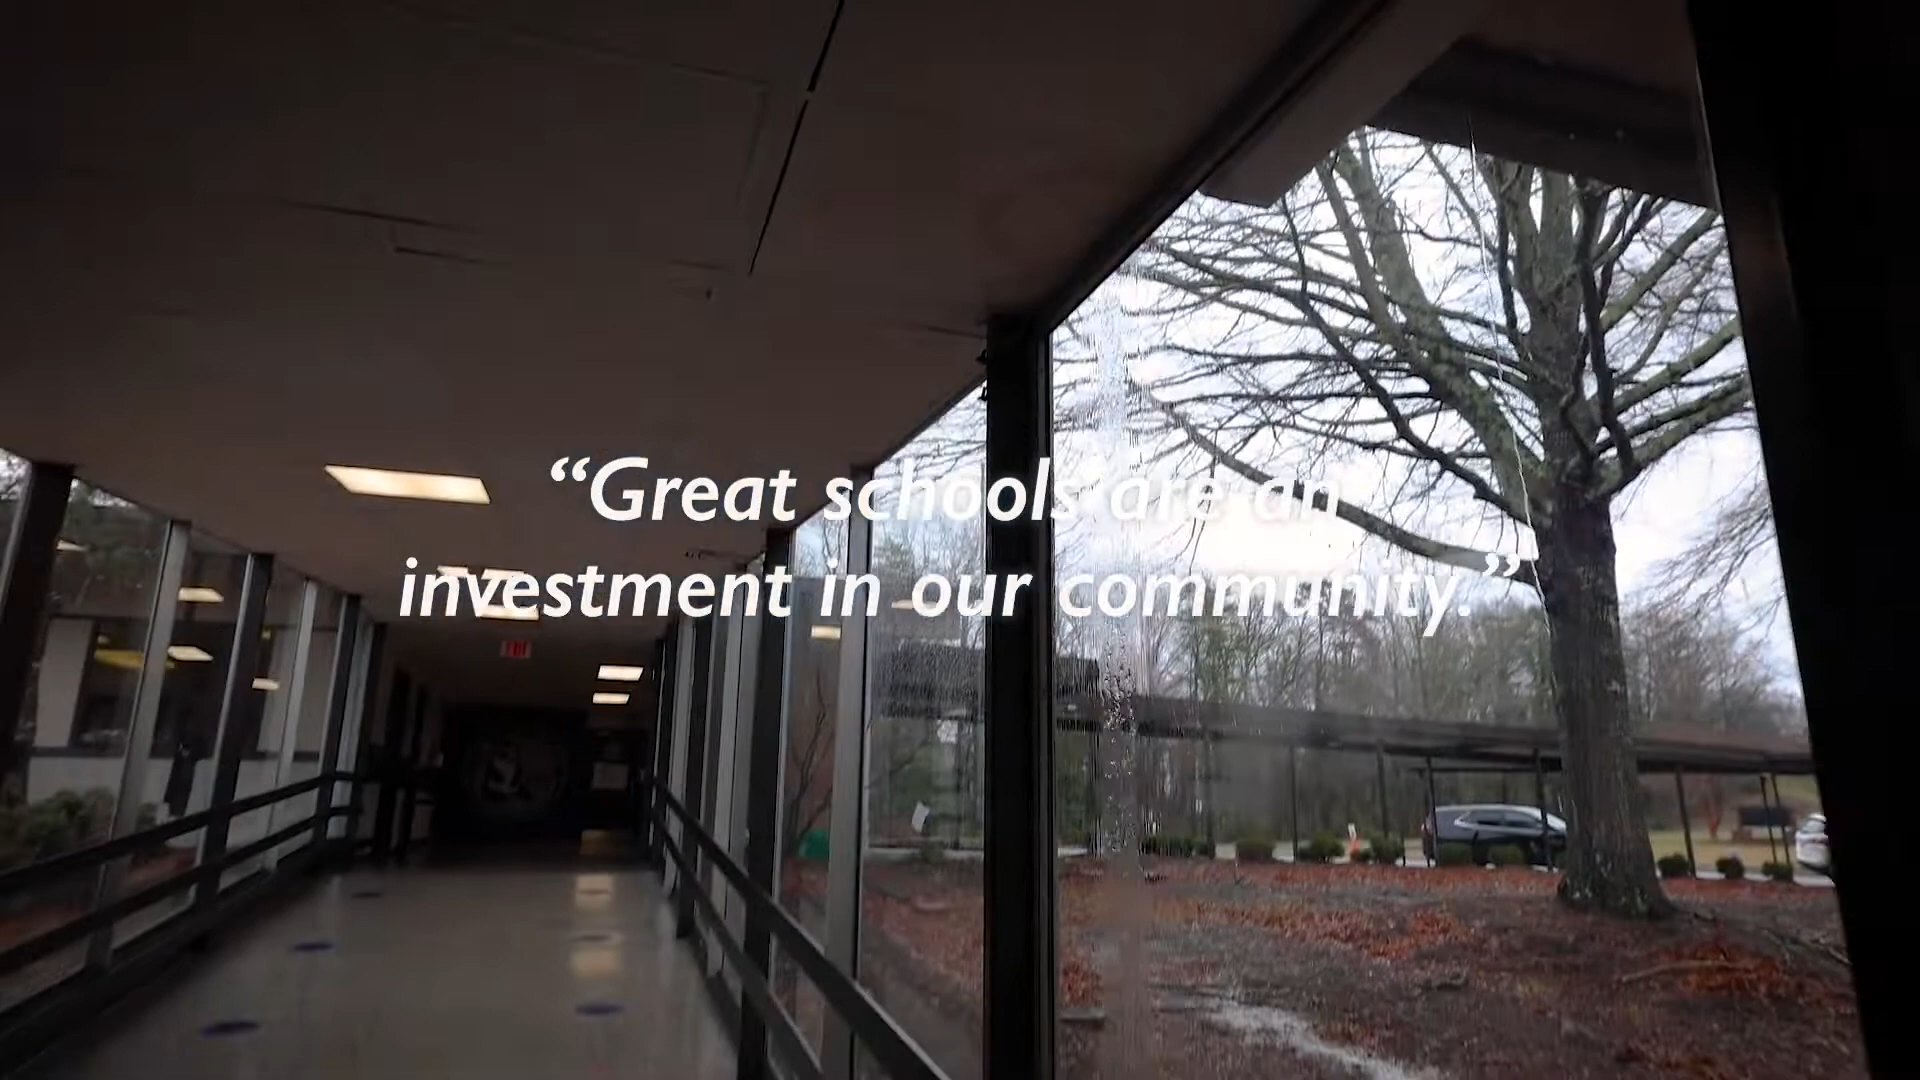 “Great schools are an
investment in our community.”